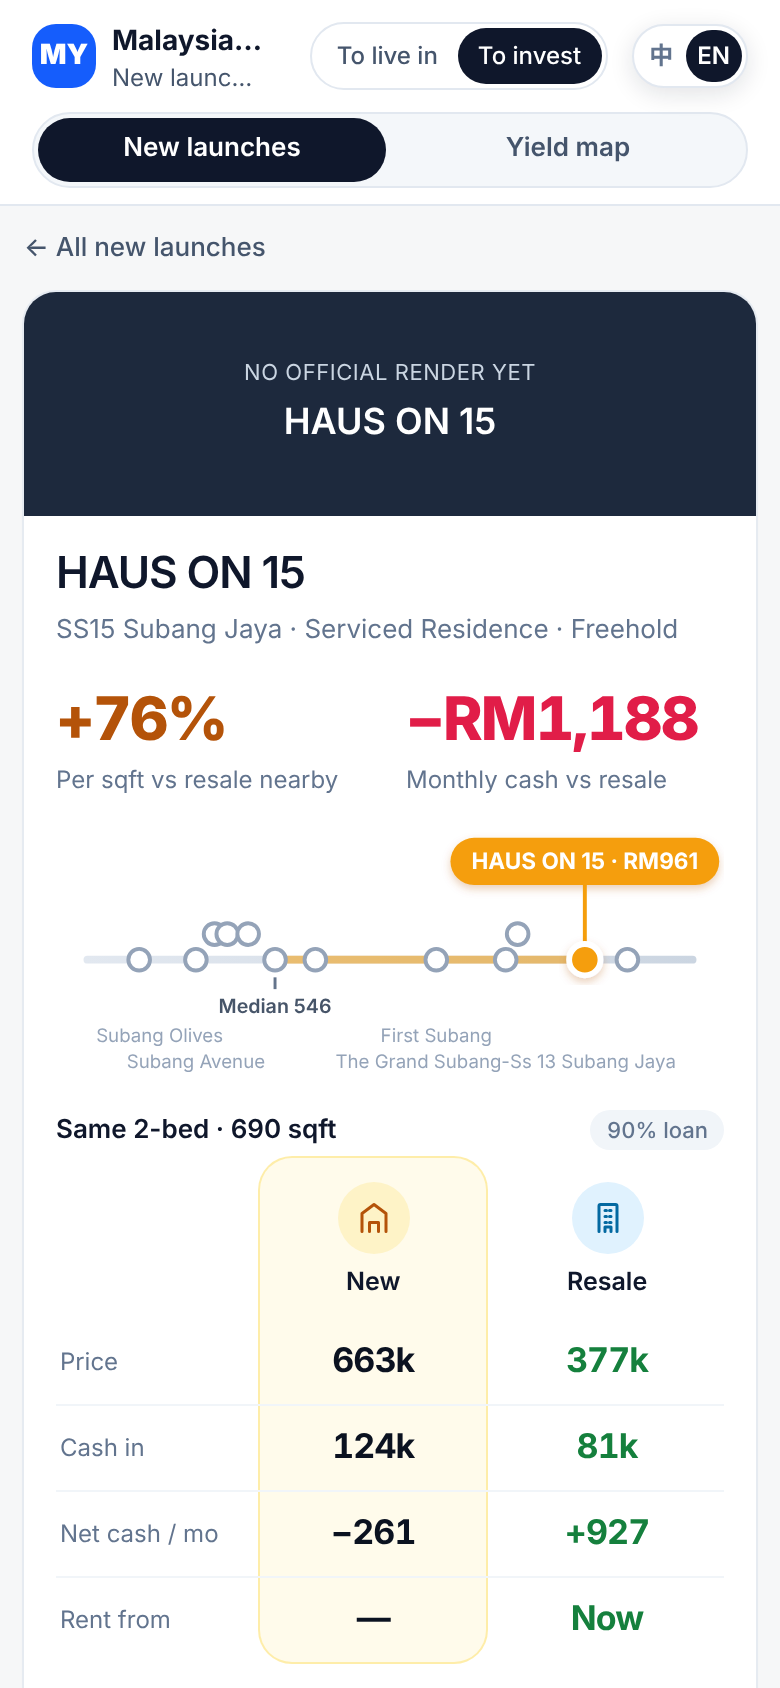 MY
Malaysia...
New launc...
To live in
To invest
中
EN
New launches
Yield map
← All new launches
NO OFFICIAL RENDER YET
HAUS ON 15
HAUS ON 15
SS15 Subang Jaya · Serviced Residence · Freehold
+76%
−RM1,188
Per sqft vs resale nearby
Monthly cash vs resale
HAUS ON 15 · RM961
Median 546
Subang Olives
First Subang
Subang Avenue
The Grand Subang-Ss 13 Subang Jaya
Same 2-bed · 690 sqft
90% loan
New
Resale
Price
663k
377k
Cash in
124k
81k
Net cash / mo
−261
+927
Rent from
—
Now